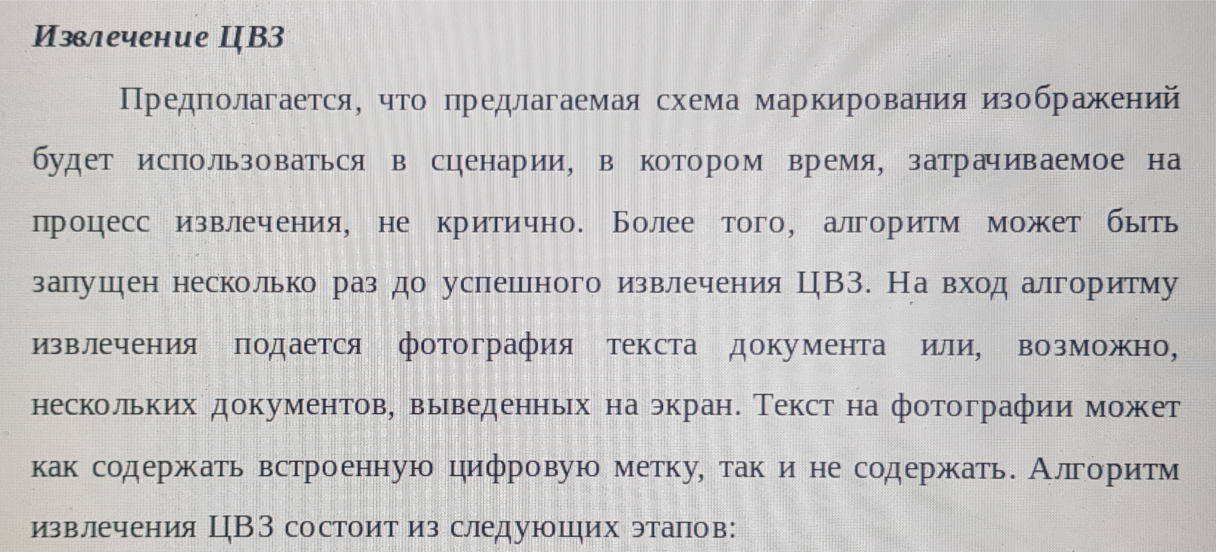 Извлечение ЦВЗ
Предполагается, что предлагаемая схема маркирования изображений
будет использоваться в сценарии, в котором время, затрачиваемое на
процесс извлечения, не критично. Более того, алгоритм может быть
запущен несколько раз до успешного извлечения ЦВЗ. На вход алгоритму
извлечения подается фотография текста документа или, возможно,
нескольких документов, выведенных на экран. Текст на фотографии может
как содержать встроенную цифровую метку, так и не содержать. Алгоритм
извлечения ЦВЗ состоит из следующих этапов: